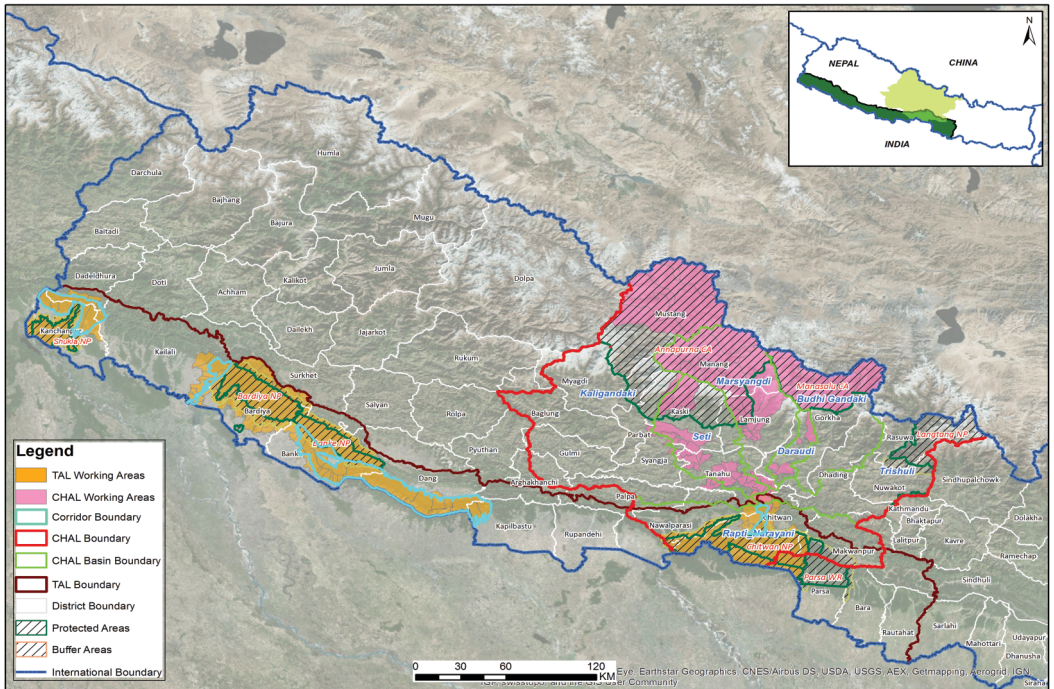 N
NEPAL
CHINA
INDIA
Humla
Darchula
Bajhang
Mugu
Bajura
Baitadi
Jumla
Dadeldhura
Doti
Kalikot
Dolpa
Achham
Mustang
Dailekh
Jajarkot
Kanchanpur
Shukla NP
Kailali
Annapurna CA
Manang
Rukum
Surkhet
Myagdi
Marsyangdi
Manasalu CA
Kaligandaki
Budhi Gandaki
Bardiya NP
Salyan
Rolpa
Baglung
Kaski
Lamjung
Gorkha
Bardiya
Parbat
Seti
Rasuwa
Langtang NP
Banke NP
Banke
Pyuthan
Gulmi
Syangja
Daraudi
Dang
Tanahu
Dhading
Trishuli
Sindhupalchowk
Arghakhanchi
Nuwakot
Palpa
Kathmandu
Kapilbastu
Rupandehi
Nawalparasi
Chitwan
Bhaktapur
Dolakha
Rapti_Narayani
Lalitpur
Kavre
Chitwan NP
Makwanpur
Ramechap
Parsa WR
Parsa
Sindhuli
Bara
Rautahat
Sarlahi
Mahottari
Udayapur
Dhanusha
Siraha
Legend
TAL Working Areas
CHAL Working Areas
Corridor Boundary
CHAL Boundary
CHAL Basin Boundary
TAL Boundary
District Boundary
Protected Areas
Buffer Areas
International Boundary
0 30 60 120
KM
Eye, Earthstar Geographics, CNES/Airbus DS, USDA, USGS, AEX, Getmapping, Aerogrid, IGN,
IGP, swisstopo, and the GIS User Community